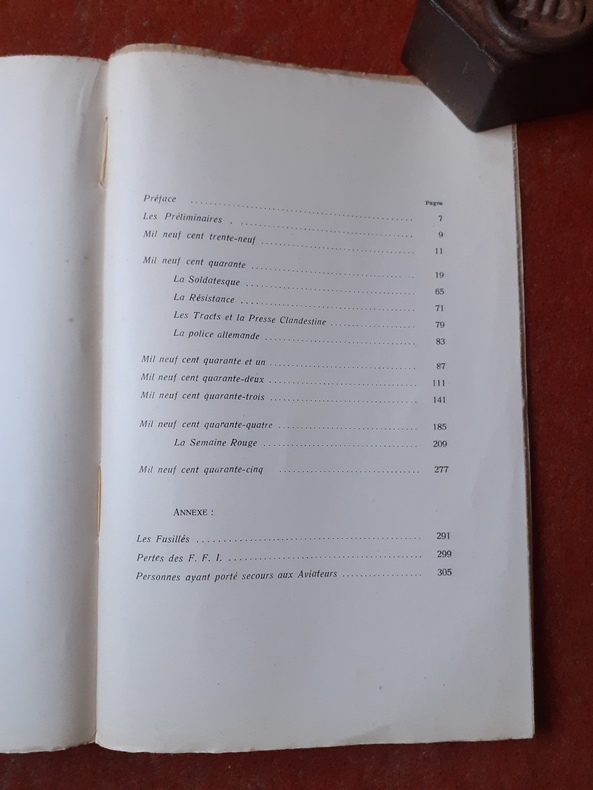 Pages
Préface 7
Les Préliminaires 9
Mil neuf cent trente-neuf 11
Mil neuf cent quarante 19
La Soldatesque 65
La Résistance 71
Les Tracts et la Presse Clandestine 79
La police allemande 83
Mil neuf cent quarante et un 87
Mil neuf cent quarante-deux 111
Mil neuf cent quarante-trois 141
Mil neuf cent quarante-quatre 185
La Semaine Rouge 209
Mil neuf cent quarante-cinq 277
ANNEXE :
Les Fusillés 291
Pertes des F. F. I. 299
Personnes ayant porté secours aux Aviateurs 305